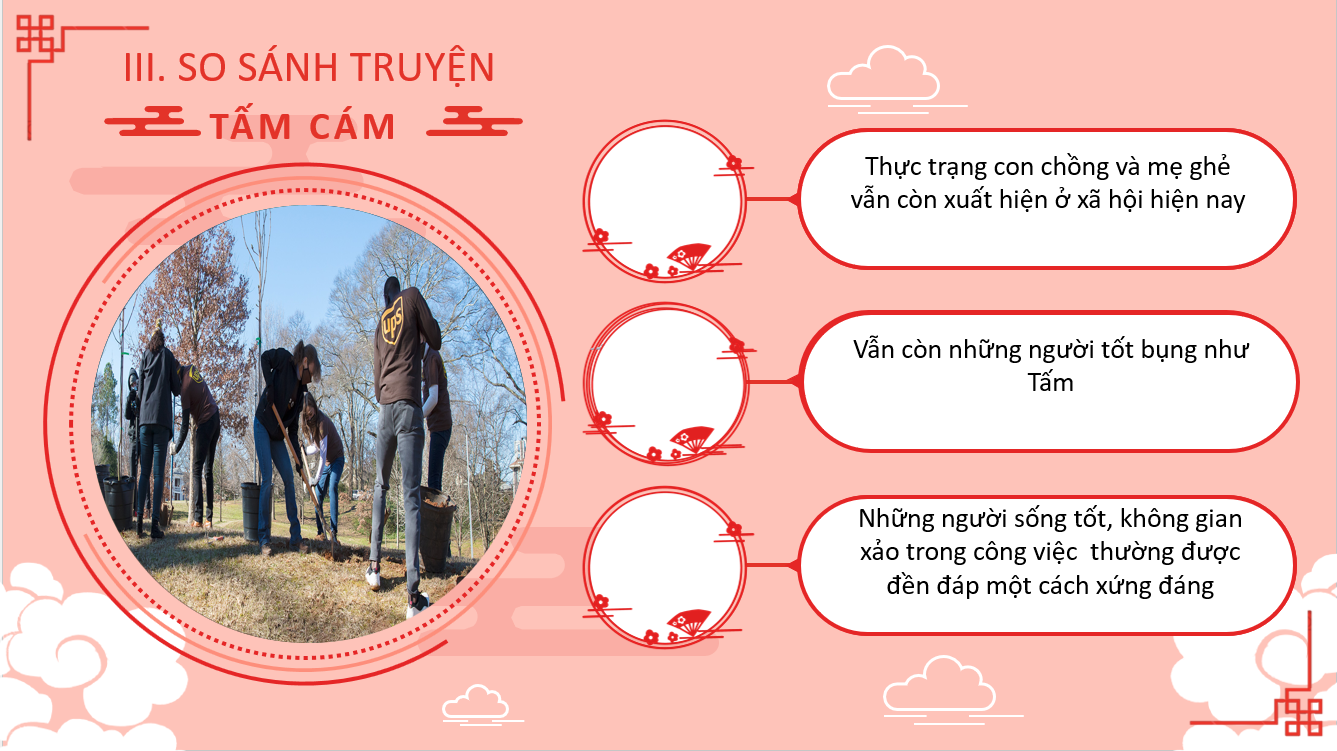 III. SO SÁNH TRUYỆN
TẤM CÁM
Thực trạng con chồng và mẹ ghẻ
vẫn còn xuất hiện ở xã hội hiện nay
Vẫn còn những người tốt bụng như
Tấm
Những người sống tốt, không gian
xảo trong công việc  thường được
đền đáp một cách xứng đáng
ups